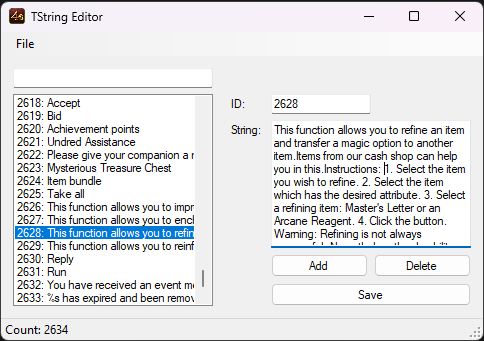 TString Editor
File
2618: Accept
2619: Bid
2620: Achievement points
2621: Undred Assistance
2622: Please give your companion a n
2623: Mysterious Treasure Chest
2624: Item bundle
2625: Take all
2626: This function allows you to impr
2627: This function allows you to encl
2628: This function allows you to refin
2629: This function allows you to reinf
2630: Reply
2631: Run
2632: You have received an event me
2633: %s has expired and been remov
ID:
2628
String:
This function allows you to refine an item
and transfer a magic option to another
item.Items from our cash shop can help
you in this.Instructions: 1. Select the item
you wish to refine. 2. Select the item
which has the desired attribute. 3. Select
a refining item: Master's Letter or an
Arcane Reagent. 4. Click the button.
Warning: Refining is not always
Add
Delete
Save
Count: 2634